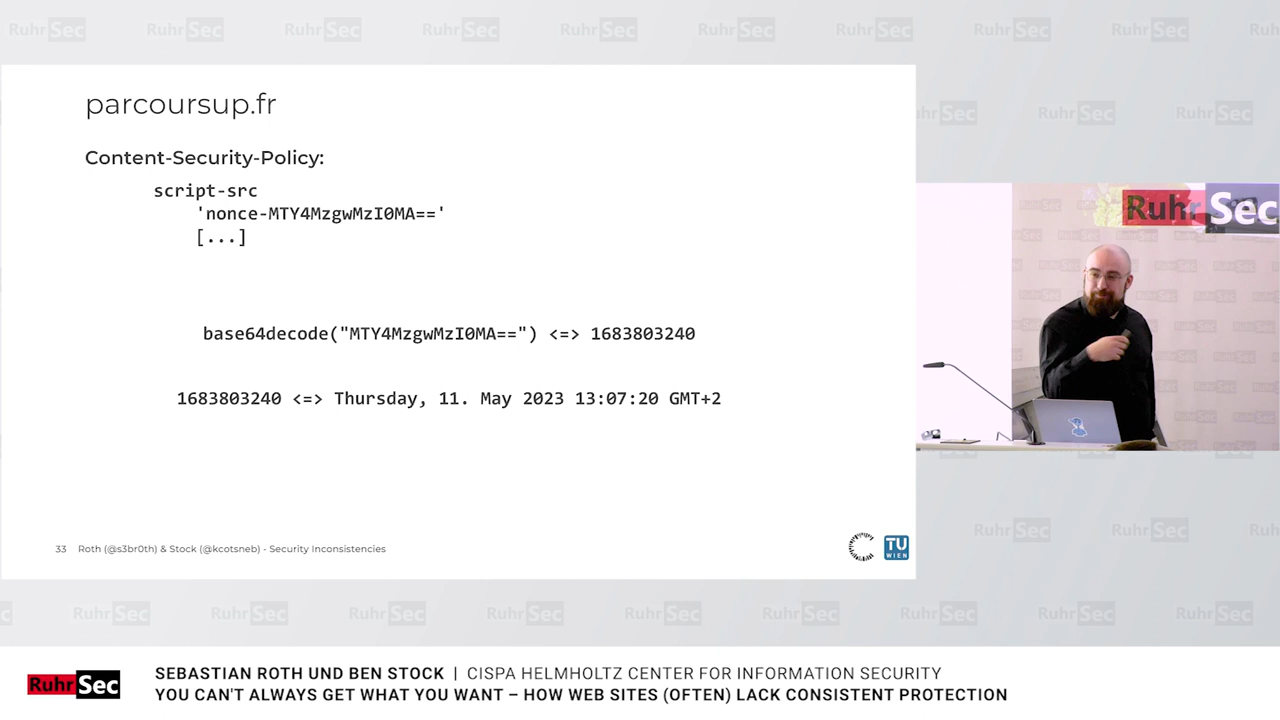 parcoursup.fr
Content-Security-Policy:
script-src
'nonce-MTY4MzgwMzI0MA=='
[...]
base64decode("MTY4MzgwMzI0MA==") <=> 1683803240
1683803240 <=> Thursday, 11. May 2023 13:07:20 GMT+2
33 Roth (@s3br0th) & Stock (@kcotsneb) - Security Inconsistencies
TU
WIEN
RuhrSec
RuhrSec
SEBASTIAN ROTH UND BEN STOCK | CISPA HELMHOLTZ CENTER FOR INFORMATION SECURITY
YOU CAN'T ALWAYS GET WHAT YOU WANT – HOW WEB SITES (OFTEN) LACK CONSISTENT PROTECTION